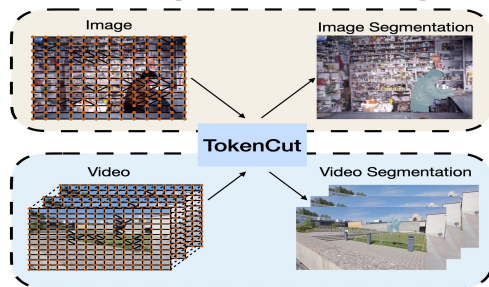 Image
Image Segmentation
TokenCut
Video
Video Segmentation